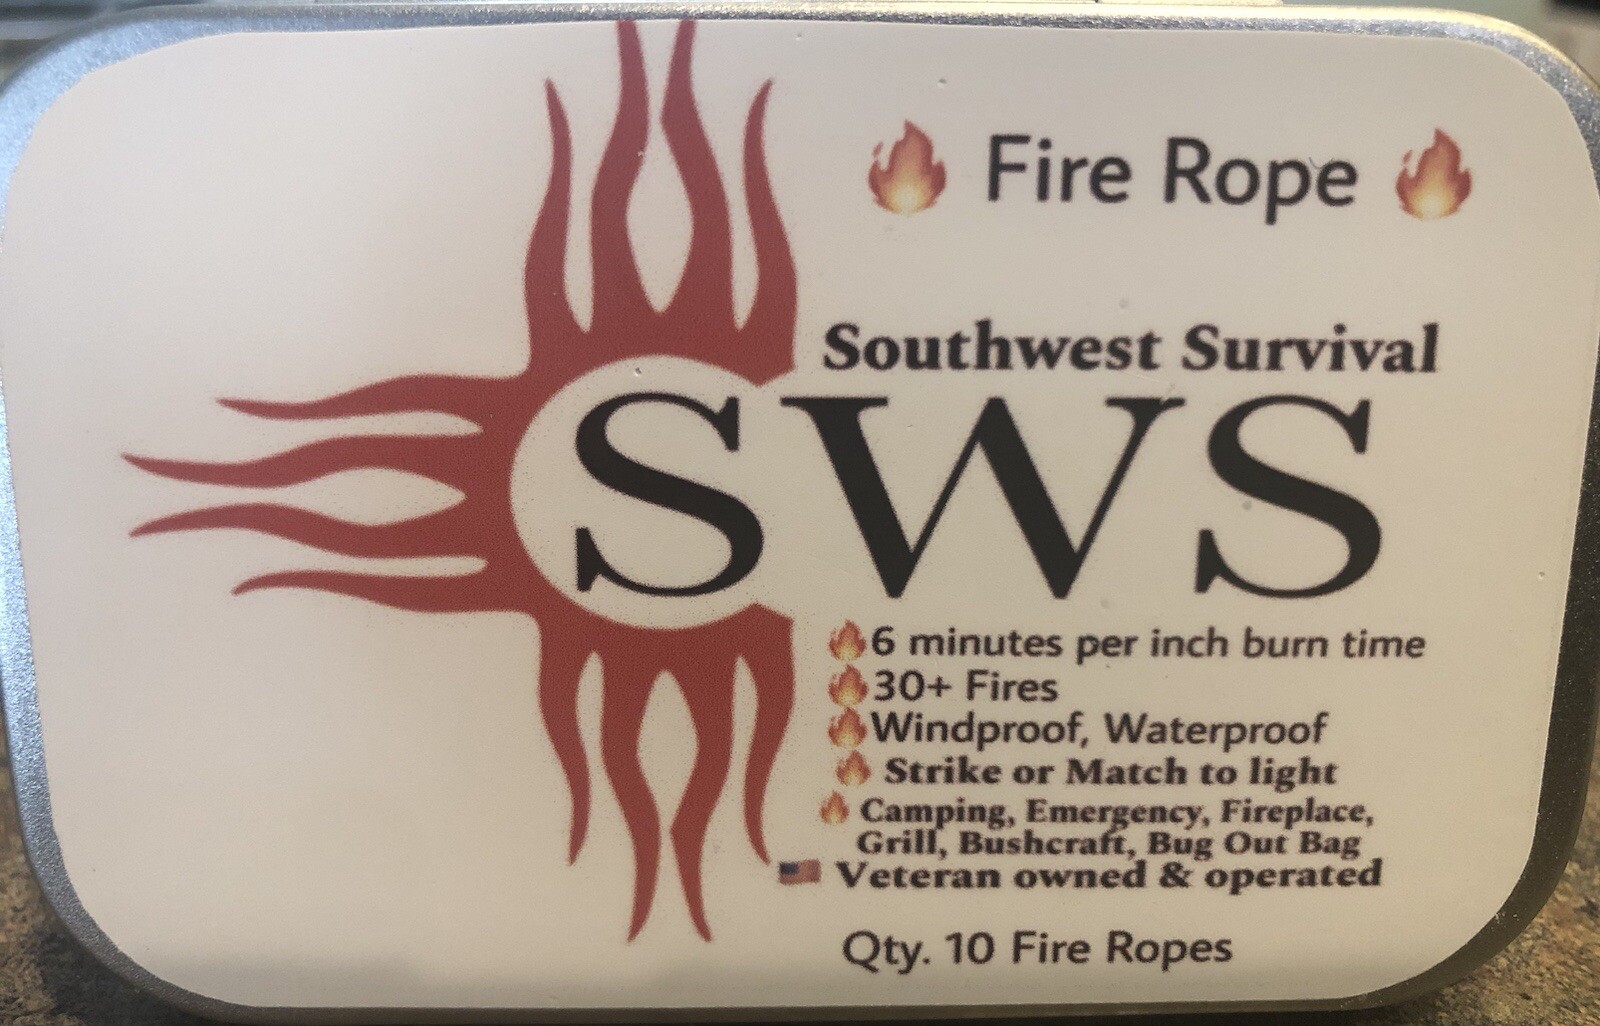 🔥 Fire Rope 🔥
Southwest Survival
SWS
🔥6 minutes per inch burn time
🔥30+ Fires
🔥Windproof, Waterproof
🔥 Strike or Match to light
🔥 Camping, Emergency, Fireplace,
Grill, Bushcraft, Bug Out Bag
🇺🇸 Veteran owned & operated
Qty. 10 Fire Ropes